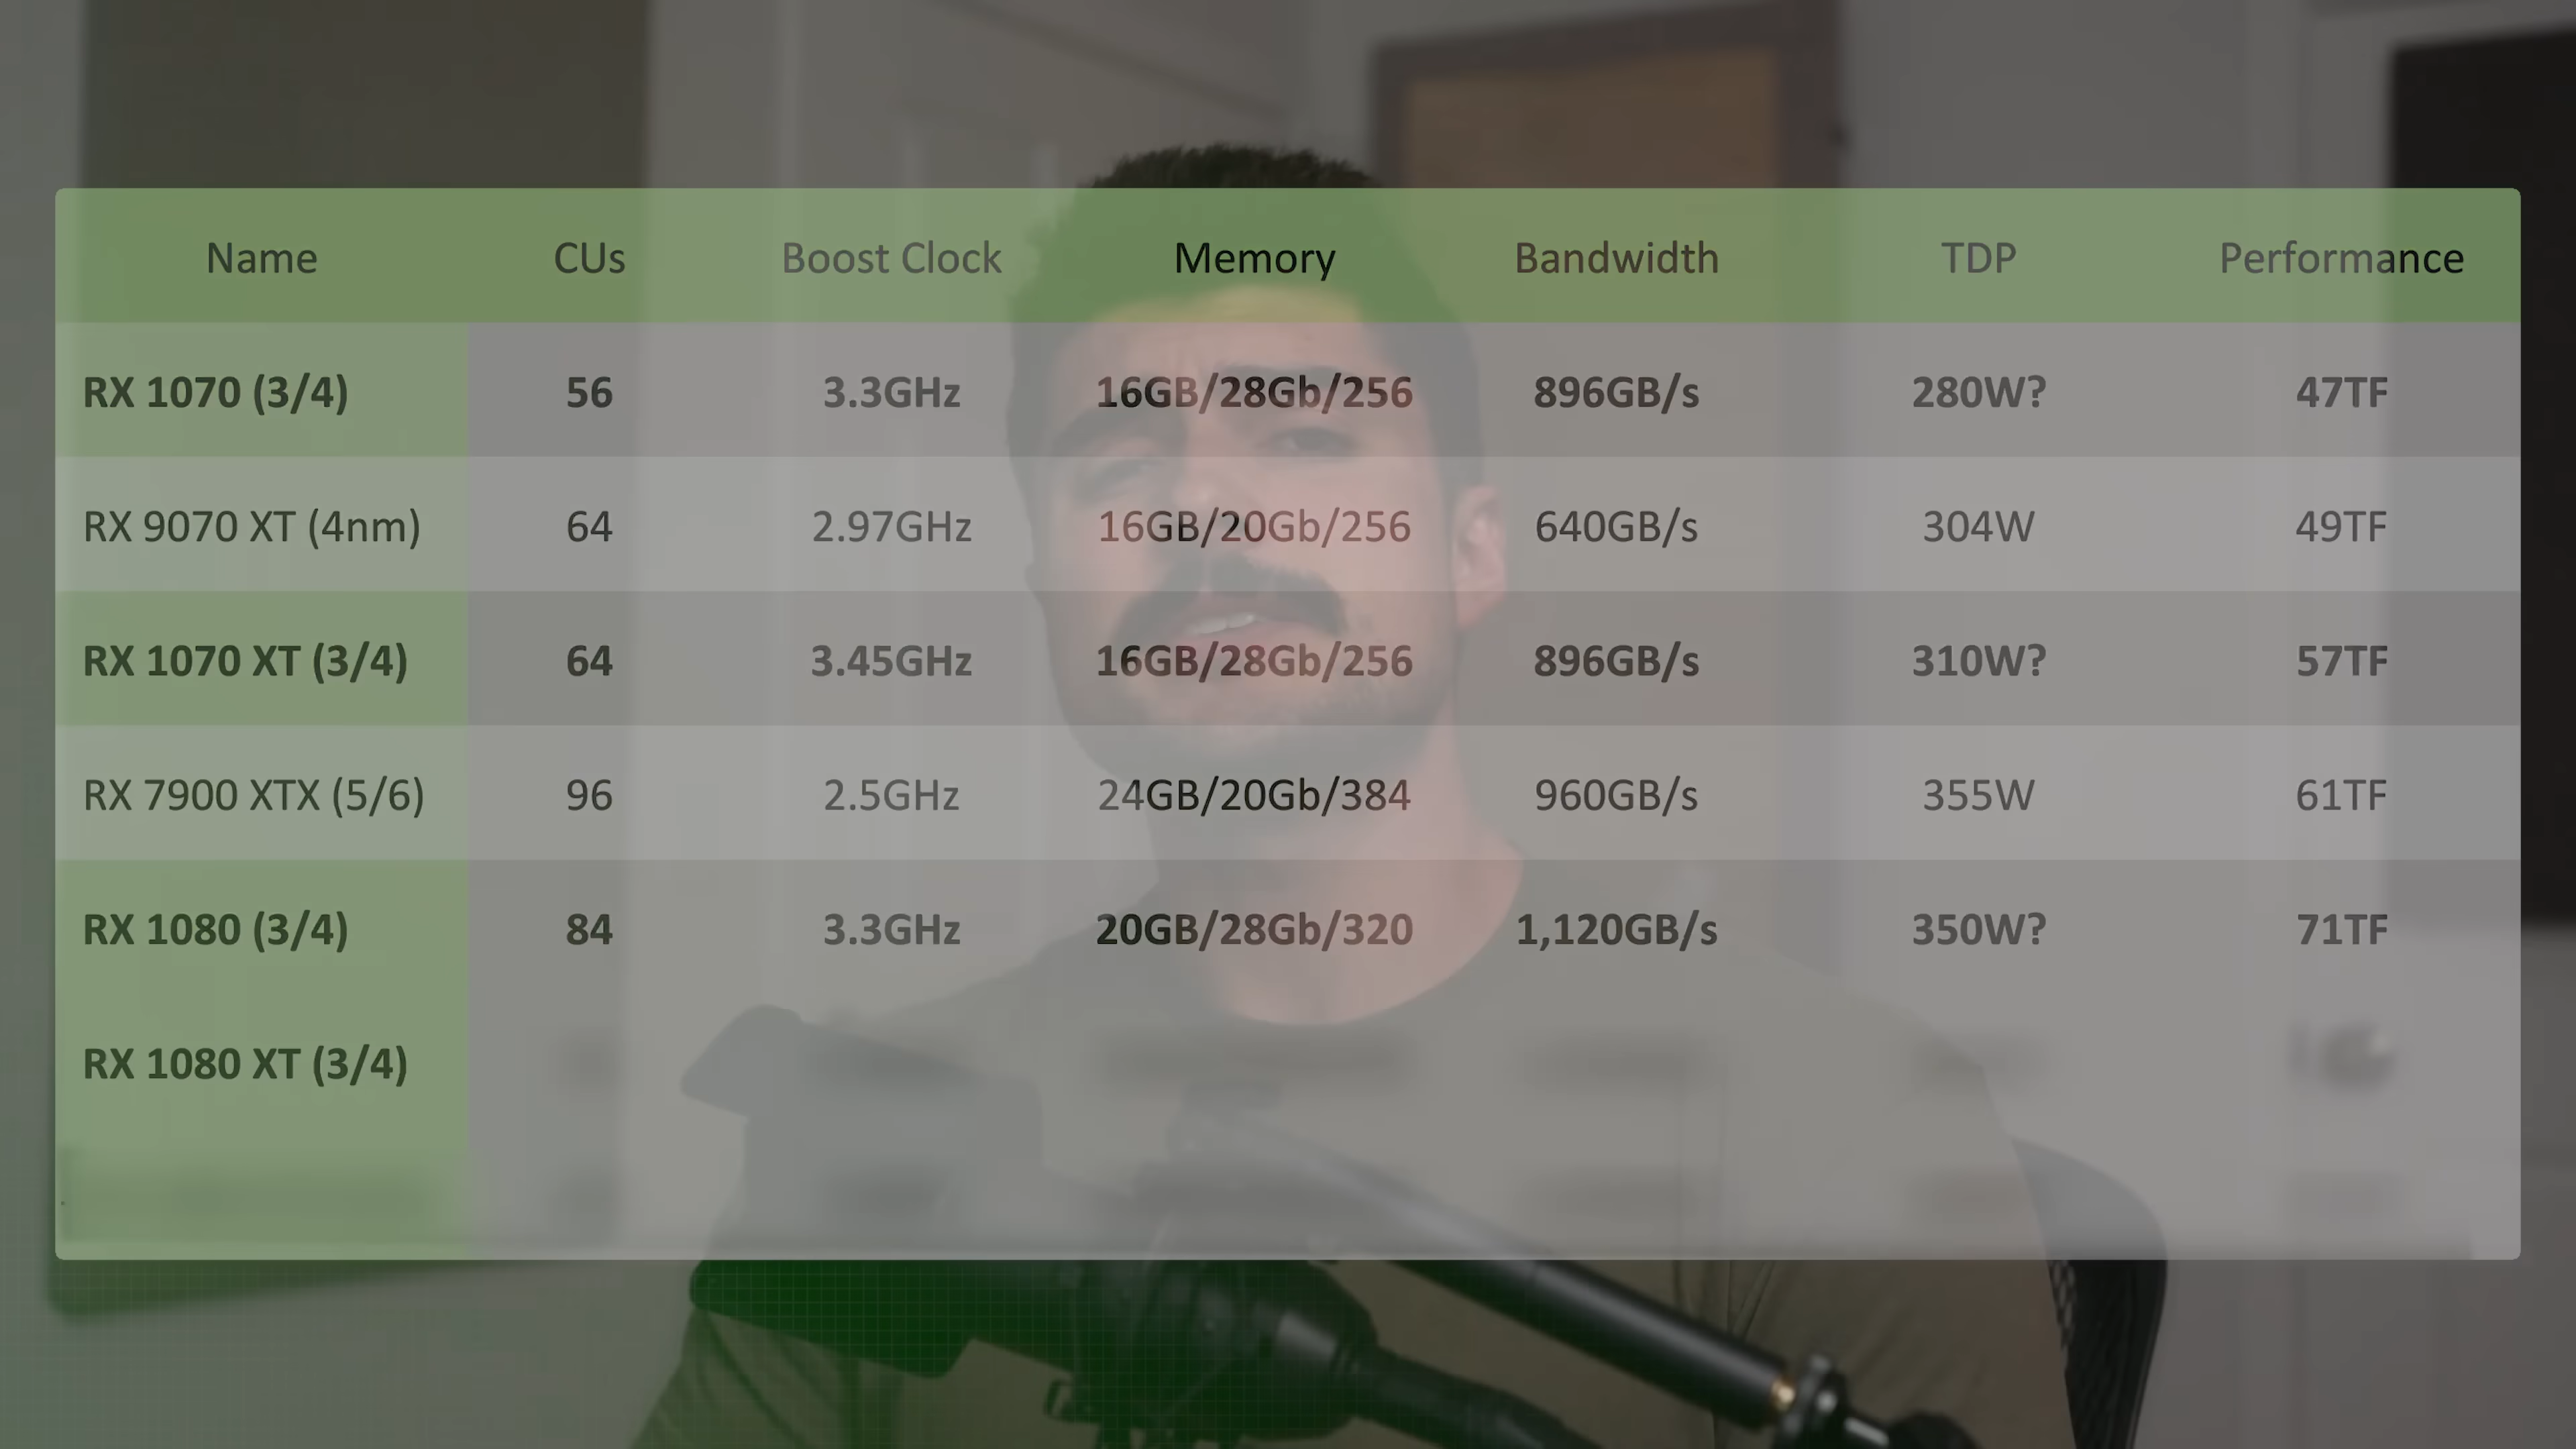 Name CUs Boost Clock Memory Bandwidth TDP Performance
RX 1070 (3/4) 56 3.3GHz 16GB/28Gb/256 896GB/s 280W? 47TF
RX 9070 XT (4nm) 64 2.97GHz 16GB/20Gb/256 640GB/s 304W 49TF
RX 1070 XT (3/4) 64 3.45GHz 16GB/28Gb/256 896GB/s 310W? 57TF
RX 7900 XTX (5/6) 96 2.5GHz 24GB/20Gb/384 960GB/s 355W 61TF
RX 1080 (3/4) 84 3.3GHz 20GB/28Gb/320 1,120GB/s 350W? 71TF
RX 1080 XT (3/4)